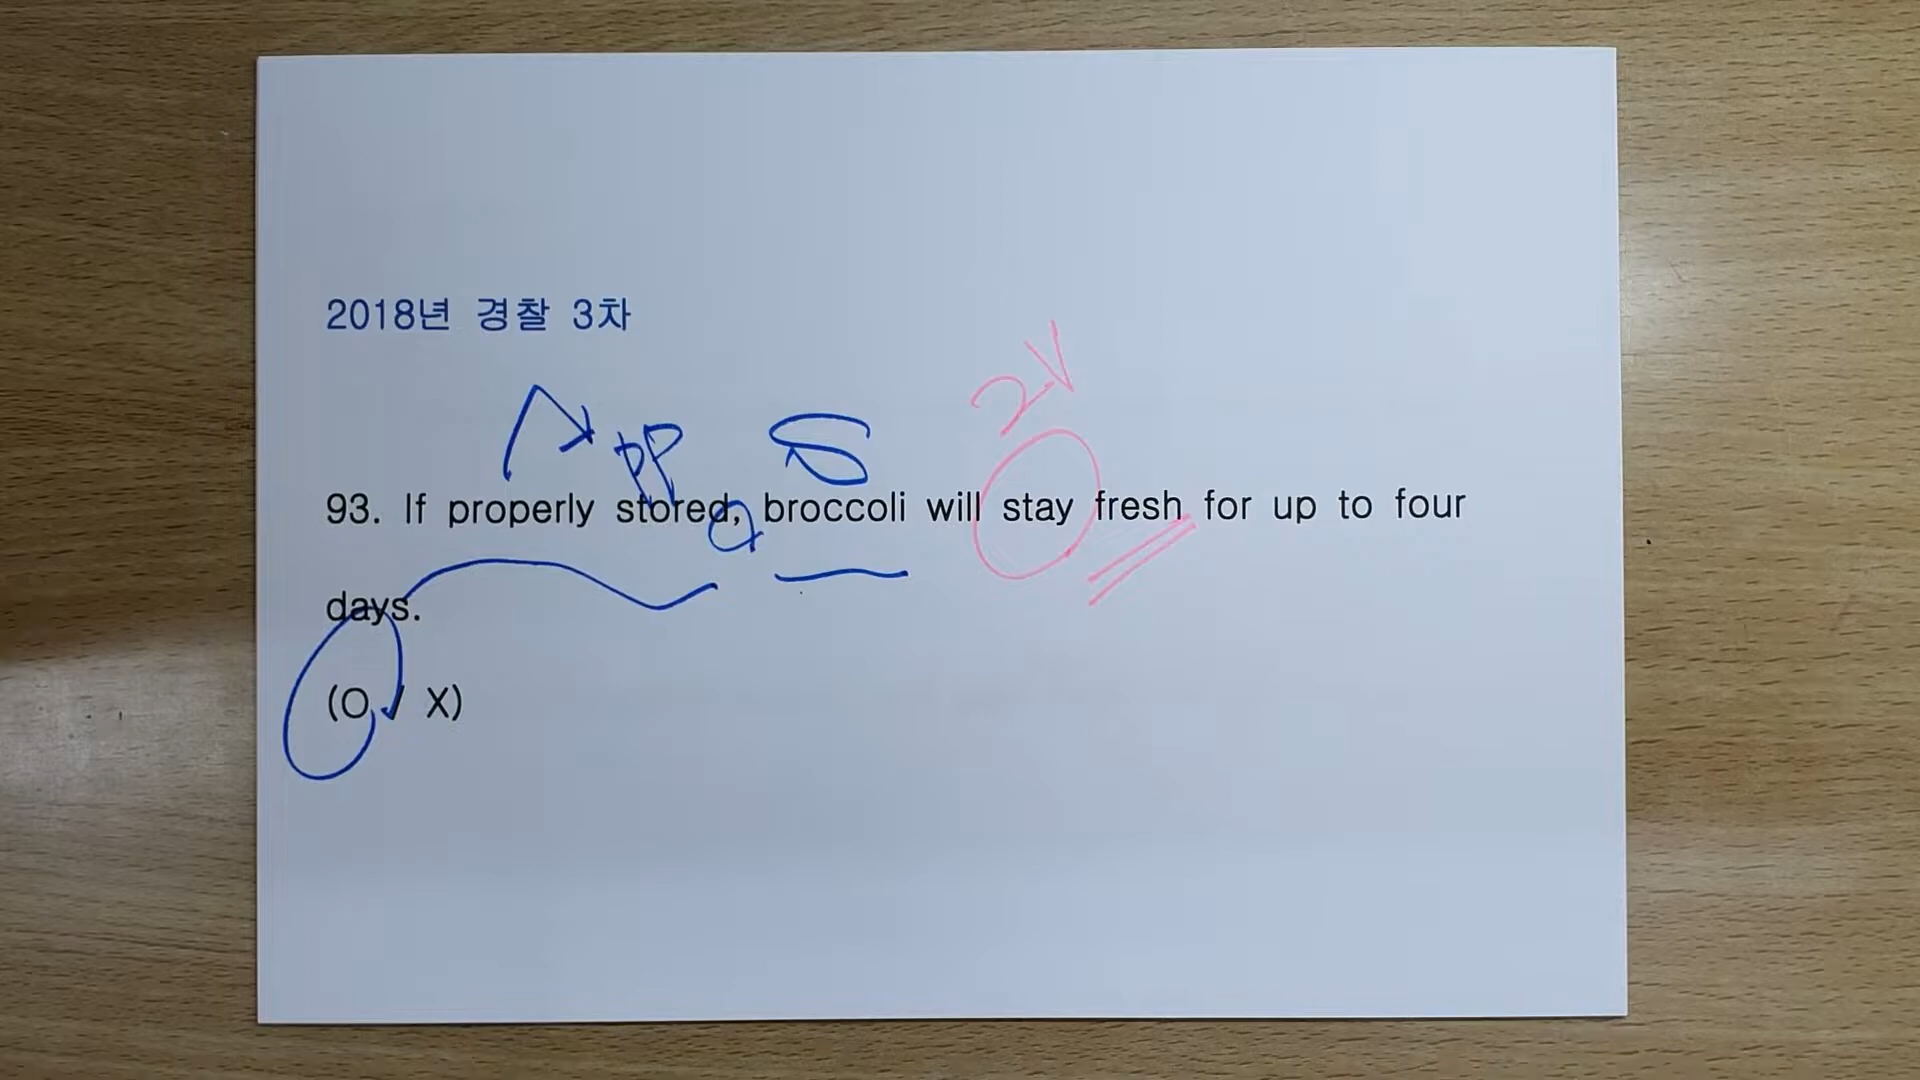 2018년 경찰 3차
pp S 2V
93. If properly stored, broccoli will stay fresh for up to four
days.
(O / X)